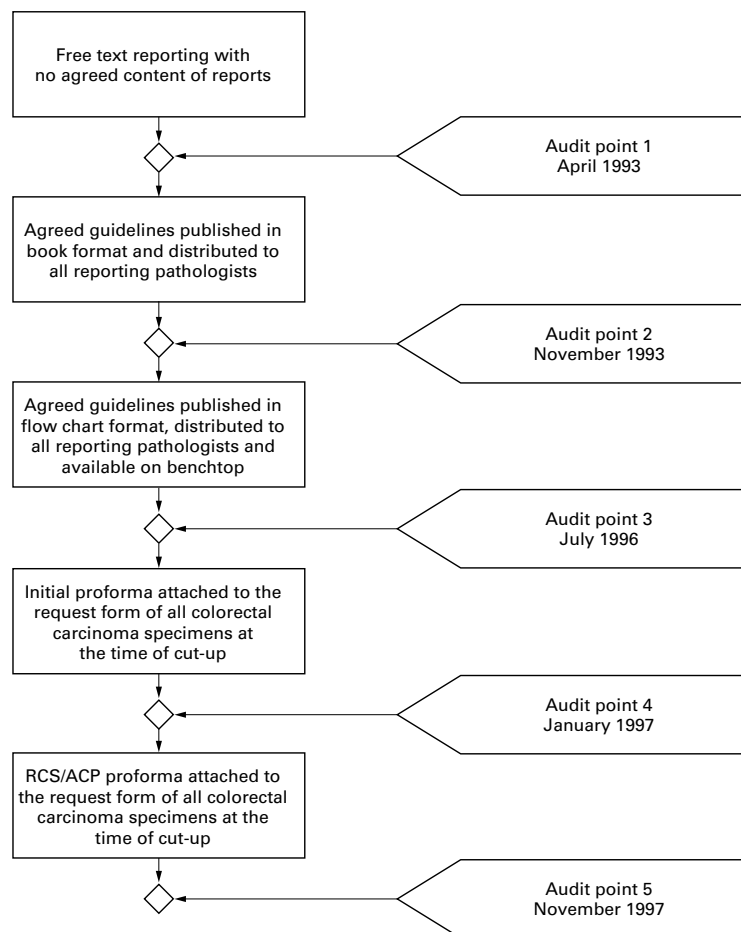 Free text reporting with
no agreed content of reports
Audit point 1
April 1993
Agreed guidelines published in
book format and distributed to
all reporting pathologists
Audit point 2
November 1993
Agreed guidelines published in
flow chart format, distributed to
all reporting pathologists and
available on benchtop
Audit point 3
July 1996
Initial proforma attached to the
request form of all colorectal
carcinoma specimens at
the time of cut-up
Audit point 4
January 1997
RCS/ACP proforma attached to
the request form of all colorectal
carcinoma specimens at the
time of cut-up
Audit point 5
November 1997